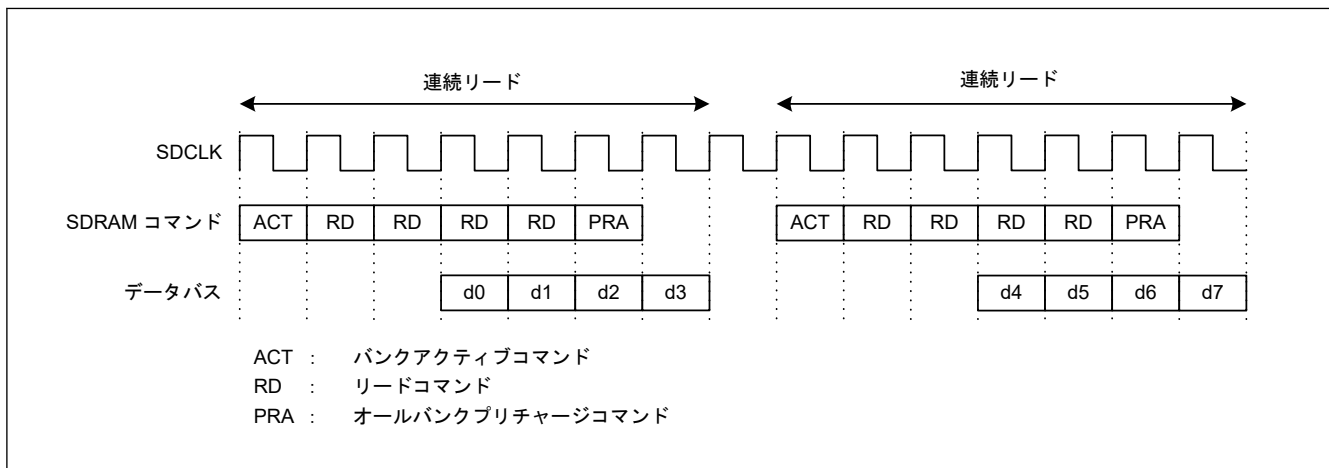 連続リード 連続リード
SDCLK
SDRAM コマンド ACT RD RD RD RD PRA ACT RD RD RD RD PRA
データバス d0 d1 d2 d3 d4 d5 d6 d7
ACT : バンクアクティブコマンド
RD : リードコマンド
PRA : オールバンクプリチャージコマンド